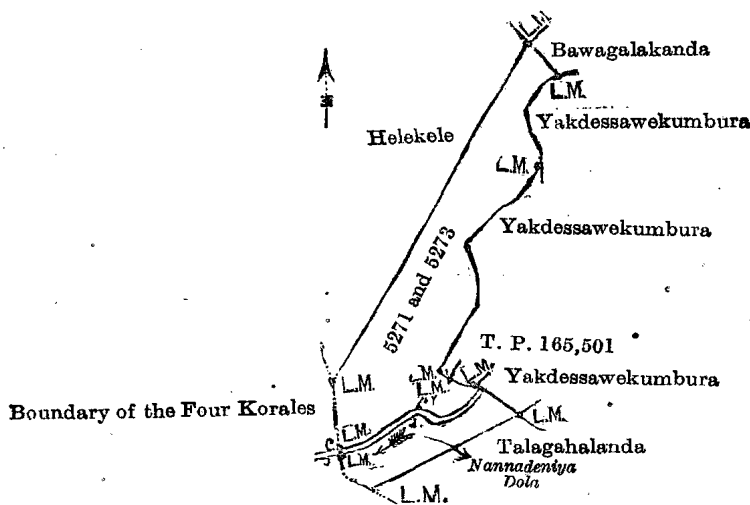 L.M.
Bawagalakanda
L.M.
Yakdessawekumbura
Helekele
L.M.
Yakdessawekumbura
5271 and 5273
T. P. 165,501
L.M.
L.M.
L.M.
L.M.
Yakdessawekumbura
Boundary of the Four Korales
L.M.
L.M.
Talagahalanda
L.M.
Nannadeniya
Dola
L.M.